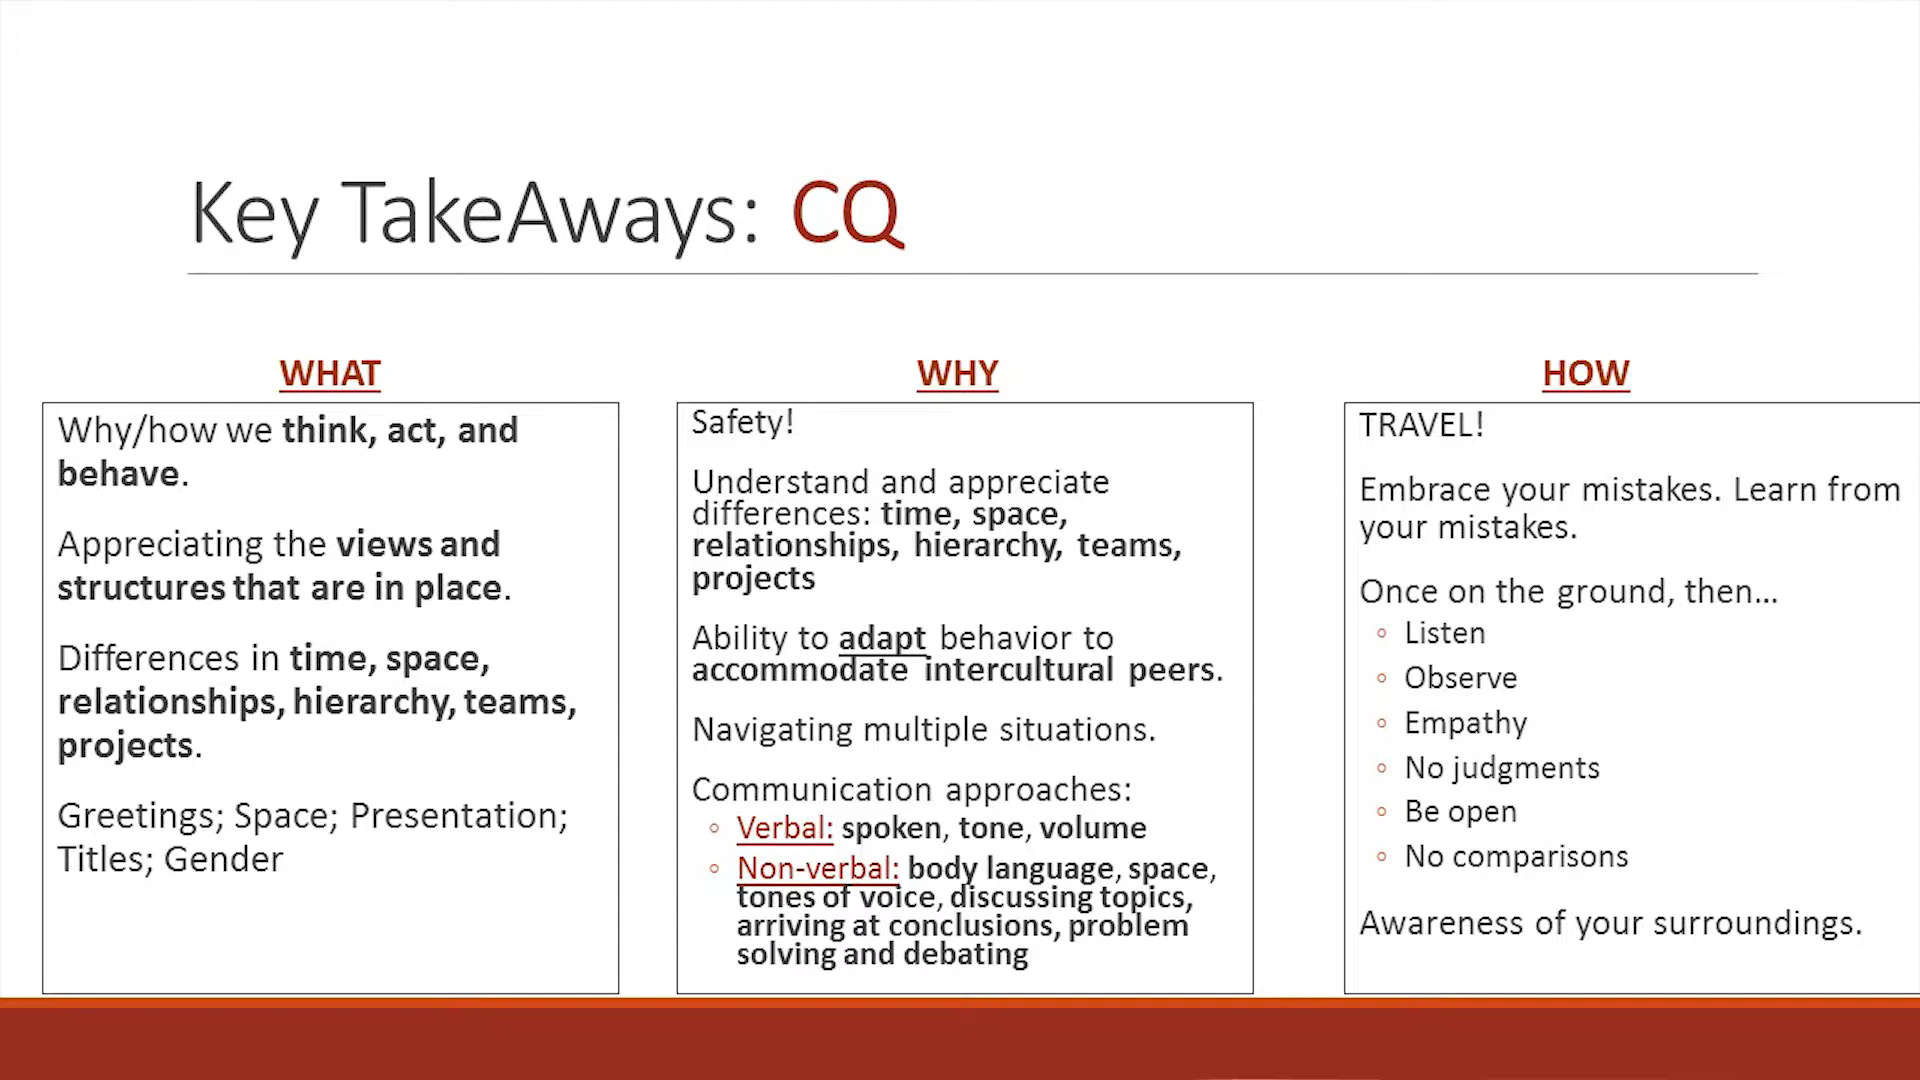 Key TakeAways: CQ
WHAT
Why/how we think, act, and
behave.
Appreciating the views and
structures that are in place.
Differences in time, space,
relationships, hierarchy, teams,
projects.
Greetings; Space; Presentation;
Titles; Gender
WHY
Safety!
Understand and appreciate
differences: time, space,
relationships, hierarchy, teams,
projects
Ability to adapt behavior to
accommodate intercultural peers.
Navigating multiple situations.
Communication approaches:
◦ Verbal: spoken, tone, volume
◦ Non-verbal: body language, space,
tones of voice, discussing topics,
arriving at conclusions, problem
solving and debating
HOW
TRAVEL!
Embrace your mistakes. Learn from
your mistakes.
Once on the ground, then...
◦ Listen
◦ Observe
◦ Empathy
◦ No judgments
◦ Be open
◦ No comparisons
Awareness of your surroundings.